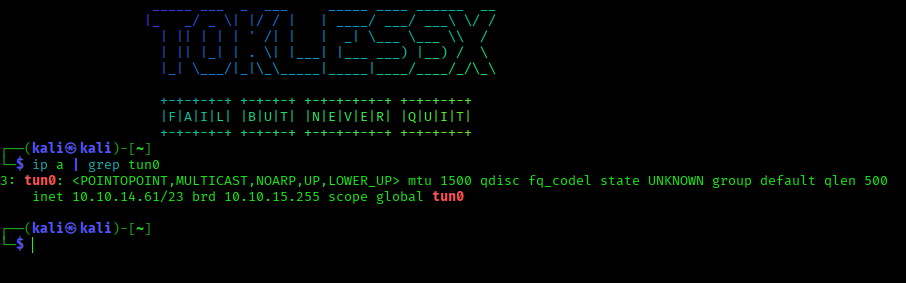 TOKLESSX
|F|A|I|L| |B|U|T| |N|E|V|E|R| |Q|U|I|T|
┌──(kali㉿kali)-[~]
└─$ ip a | grep tun0
3: tun0: <POINTOPOINT,MULTICAST,NOARP,UP,LOWER_UP> mtu 1500 qdisc fq_codel state UNKNOWN group default qlen 500
    inet 10.10.14.61/23 brd 10.10.15.255 scope global tun0
┌──(kali㉿kali)-[~]
└─$